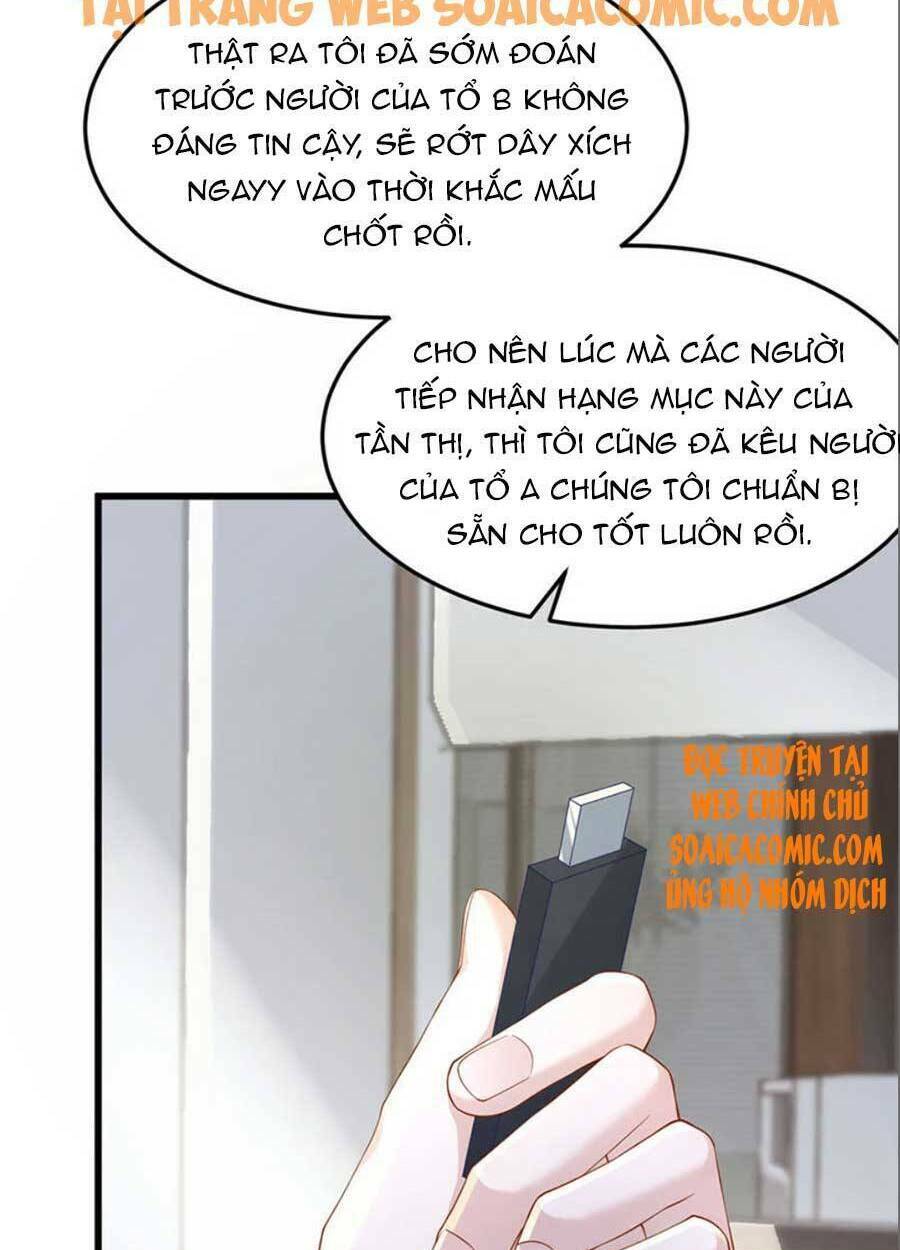 TẠI TRANG WEB SOAICACOMIC.COM
THẬT RA TÔI ĐÃ SỚM ĐOÁN
TRƯỚC NGƯỜI CỦA TỔ B KHÔNG
ĐÁNG TIN CẬY, SẼ RỚT DÂY XÍCH
NGAYY VÀO THỜI KHẮC MẤU
CHỐT RỒI.
CHO NÊN LÚC MÀ CÁC NGƯỜI
TIẾP NHẬN HẠNG MỤC NÀY CỦA
TẦN THỊ, THÌ TÔI CŨNG ĐÃ KÊU NGƯỜI
CỦA TỔ A CHÚNG TÔI CHUẨN BỊ
SẴN CHO TỐT LUÔN RỒI.
ĐỌC TRUYỆN TẠI
WEB CHÍNH CHỦ
SOAICACOMIC.COM
ỦNG HỘ NHÓM DỊCH